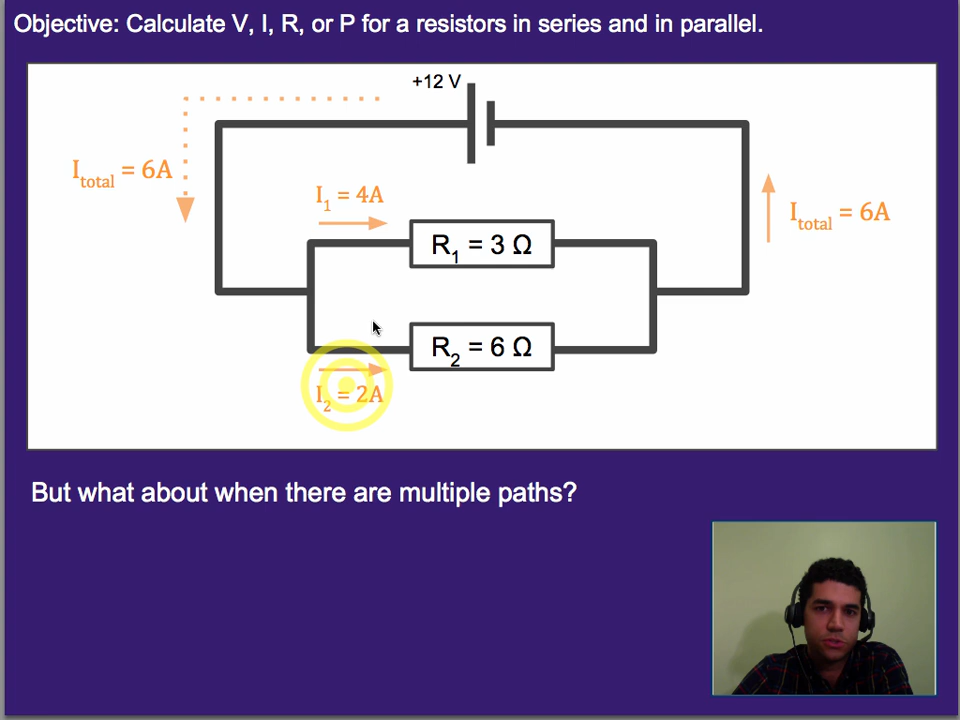 Objective: Calculate V, I, R, or P for a resistors in series and in parallel.
+12 V
Itotal = 6A
I1 = 4A
Itotal = 6A
R1 = 3 Ω
R2 = 6 Ω
I2 = 2A
But what about when there are multiple paths?